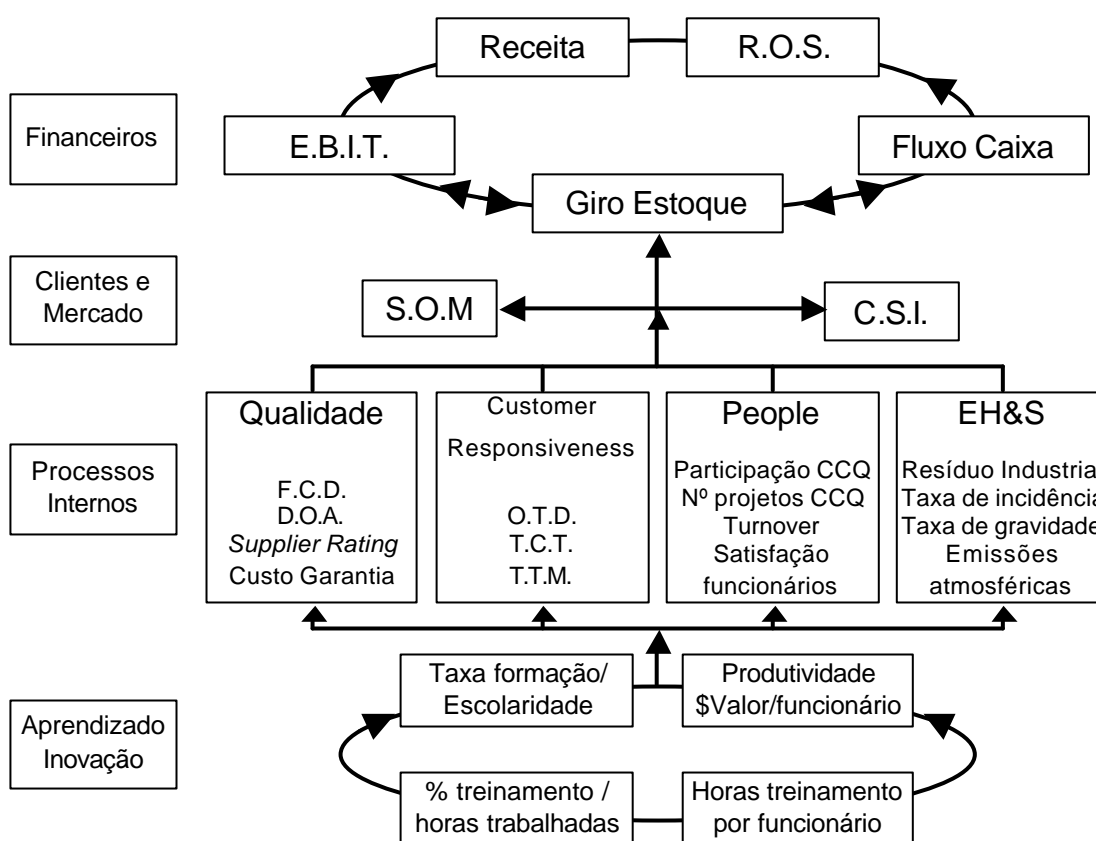 Receita
R.O.S.
Financeiros
E.B.I.T.
Fluxo Caixa
Giro Estoque
Clientes e
Mercado
S.O.M
C.S.I.
Processos
Internos
Qualidade
F.C.D.
D.O.A.
Supplier Rating
Custo Garantia
Customer
Responsiveness
O.T.D.
T.C.T.
T.T.M.
People
Participação CCQ
Nº projetos CCQ
Turnover
Satisfação
funcionários
EH&S
Resíduo Industria
Taxa de incidência
Taxa de gravidade
Emissões
atmosféricas
Aprendizado
Inovação
Taxa formação/
Escolaridade
Produtividade
$Valor/funcionário
% treinamento /
horas trabalhadas
Horas treinamento
por funcionário